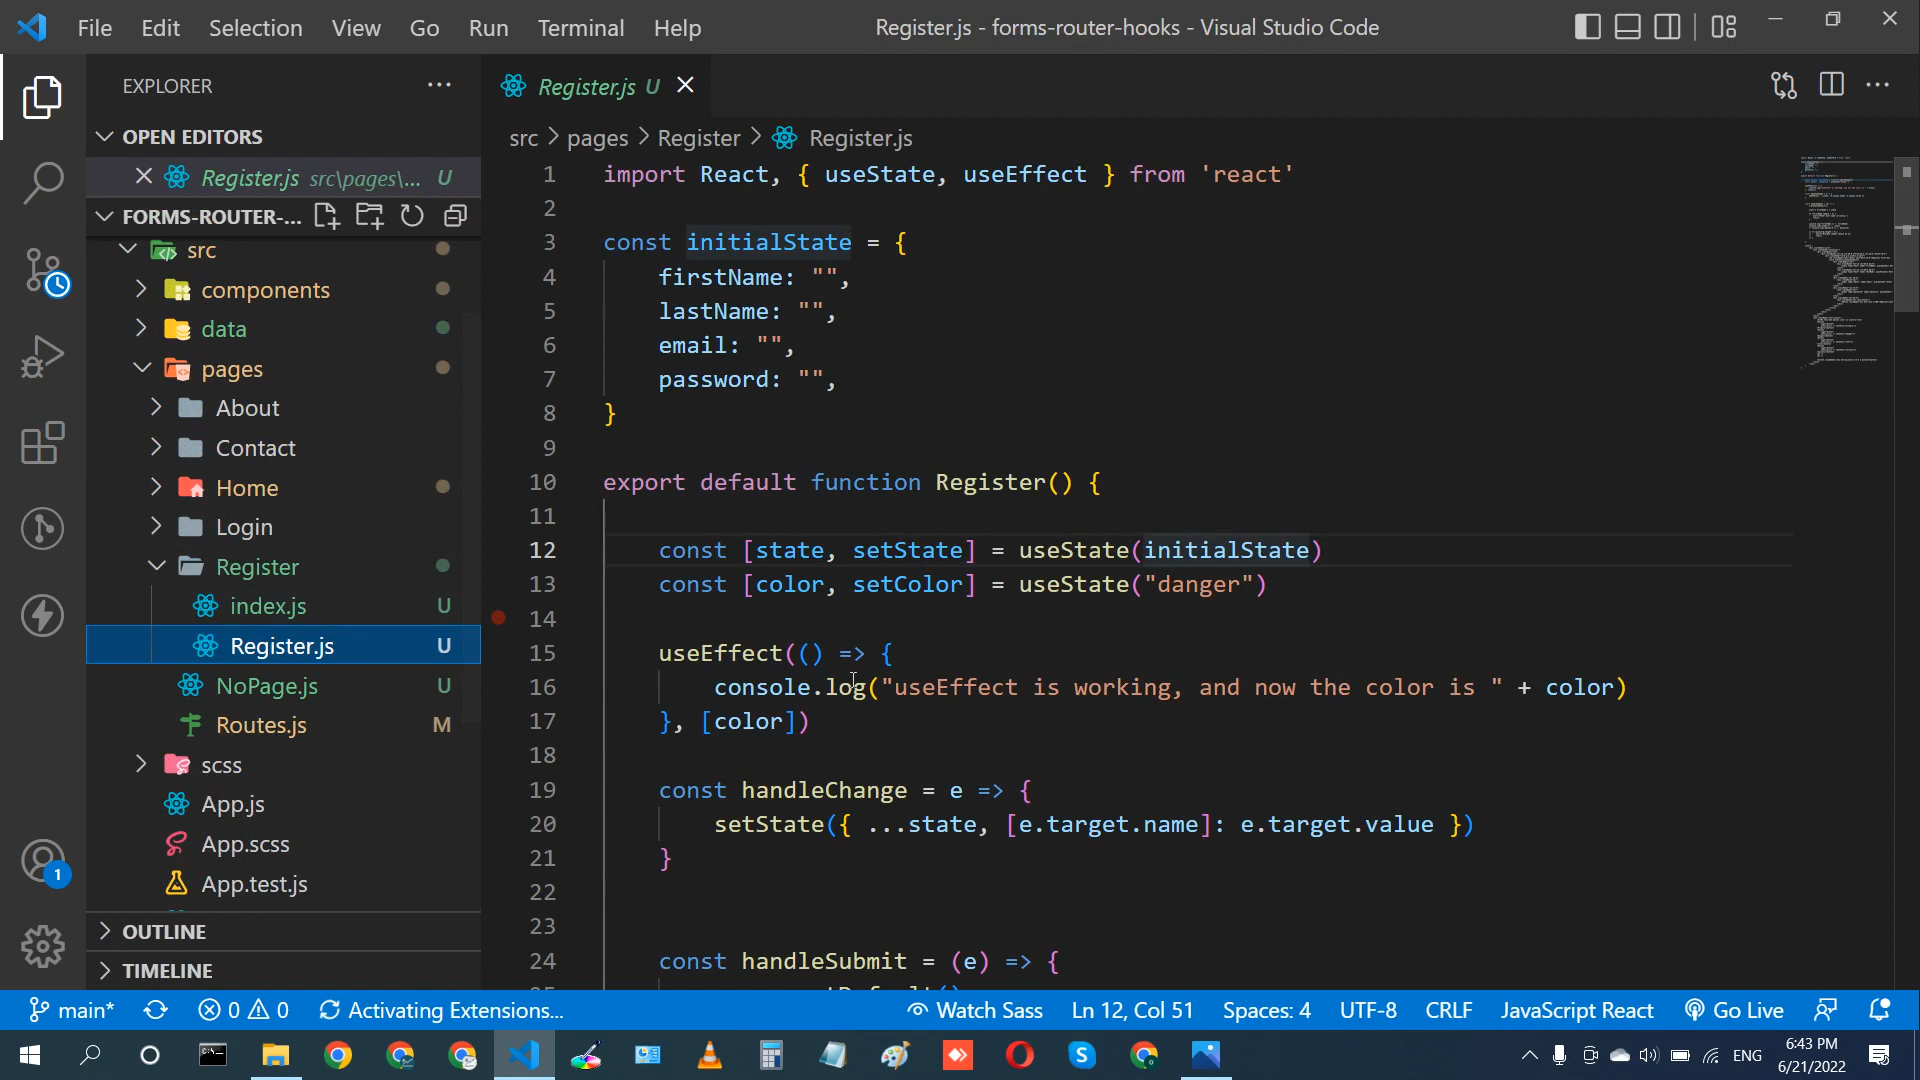 File Edit Selection View Go Run Terminal Help
Register.js - forms-router-hooks - Visual Studio Code
EXPLORER
OPEN EDITORS
Register.js src\pages\... U
FORMS-ROUTER-...
src
components
data
pages
About
Contact
Home
Login
Register
index.js U
Register.js U
NoPage.js U
Routes.js M
scss
App.js
App.scss
App.test.js
OUTLINE
TIMELINE
1
Register.js U
src > pages > Register > Register.js
1 import React, { useState, useEffect } from 'react'
2
3 const initialState = {
4 firstName: "",
5 lastName: "",
6 email: "",
7 password: "",
8 }
9
10 export default function Register() {
11
12 const [state, setState] = useState(initialState)
13 const [color, setColor] = useState("danger")
14
15 useEffect(() => {
16 console.log("useEffect is working, and now the color is " + color)
17 }, [color])
18
19 const handleChange = e => {
20 setState({ ...state, [e.target.name]: e.target.value })
21 }
22
23
24 const handleSubmit = (e) => {
main* 0 0 Activating Extensions... Watch Sass Ln 12, Col 51 Spaces: 4 UTF-8 CRLF JavaScript React Go Live
ENG 6:43 PM
6/21/2022